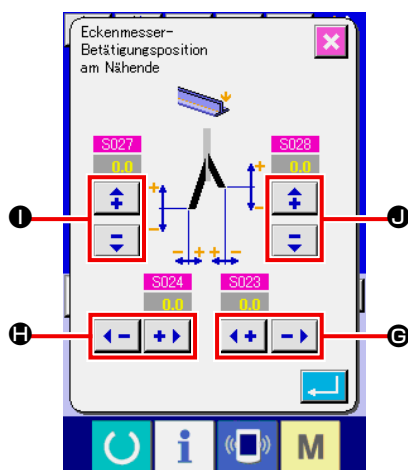 Eckenmesser-
Betätigungsposition
am Nähende
S027
S028
0.0
0.0
+
+
+
+
I
J
-
-
-
-
- + + -
S024
S023
0.0
0.0
H
- +
+ -
G
i
M